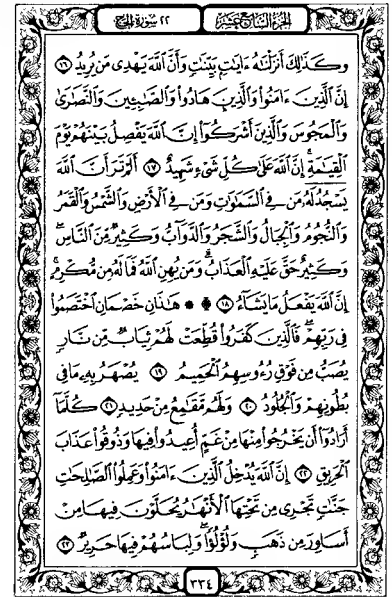 الجزء السابع عشر ٢٢ سورة الحج
وَكَذَٰلِكَ أَنزَلْنَٰهُ ءَايَٰتٍۭ بَيِّنَٰتٍ وَأَنَّ ٱللَّهَ يَهْدِى مَن يُرِيدُ ١٦
إِنَّ ٱلَّذِينَ ءَامَنُوا۟ وَٱلَّذِينَ هَادُوا۟ وَٱلصَّٰبِـِٔينَ وَٱلنَّصَٰرَىٰ
وَٱلْمَجُوسَ وَٱلَّذِينَ أَشْرَكُوٓا۟ إِنَّ ٱللَّهَ يَفْصِلُ بَيْنَهُمْ يَوْمَ
ٱلْقِيَٰمَةِ إِنَّ ٱللَّهَ عَلَىٰ كُلِّ شَىْءٍ شَهِيدٌ ١٧ أَلَمْ تَرَ أَنَّ ٱللَّهَ
يَسْجُدُ لَهُۥ مَن فِى ٱلسَّمَٰوَٰتِ وَمَن فِى ٱلْأَرْضِ وَٱلشَّمْسُ وَٱلْقَمَرُ
وَٱلنُّجُومُ وَٱلْجِبَالُ وَٱلشَّجَرُ وَٱلدَّوَآبُّ وَكَثِيرٌ مِّنَ ٱلنَّاسِ
وَكَثِيرٌ حَقَّ عَلَيْهِ ٱلْعَذَابُ وَمَن يُهِنِ ٱللَّهُ فَمَا لَهُۥ مِن مُّكْرِمٍ
إِنَّ ٱللَّهَ يَفْعَلُ مَا يَشَآءُ ١٨ هَٰذَانِ خَصْمَانِ ٱخْتَصَمُوا۟
فِى رَبِّهِمْ فَٱلَّذِينَ كَفَرُوا۟ قُطِّعَتْ لَهُمْ ثِيَابٌ مِّن نَّارٍ
يُصَبُّ مِن فَوْقِ رُءُوسِهِمُ ٱلْحَمِيمُ ١٩ يُصْهَرُ بِهِۦ مَا فِى
بُطُونِهِمْ وَٱلْجُلُودُ ٢٠ وَلَهُم مَّقَٰمِعُ مِنْ حَدِيدٍ ٢١ كُلَّمَآ
أَرَادُوٓا۟ أَن يَخْرُجُوا۟ مِنْهَا مِنْ غَمٍّ أُعِيدُوا۟ فِيهَا وَذُوقُوا۟ عَذَابَ
ٱلْحَرِيقِ ٢٢ إِنَّ ٱللَّهَ يُدْخِلُ ٱلَّذِينَ ءَامَنُوا۟ وَعَمِلُوا۟ ٱلصَّٰلِحَٰتِ
جَنَّٰتٍ تَجْرِى مِن تَحْتِهَا ٱلْأَنْهَٰرُ يُحَلَّوْنَ فِيهَا مِنْ
أَسَاوِرَ مِن ذَهَبٍ وَلُؤْلُؤًا وَلِبَاسُهُمْ فِيهَا حَرِيرٌ ٢٣
٣٣٤